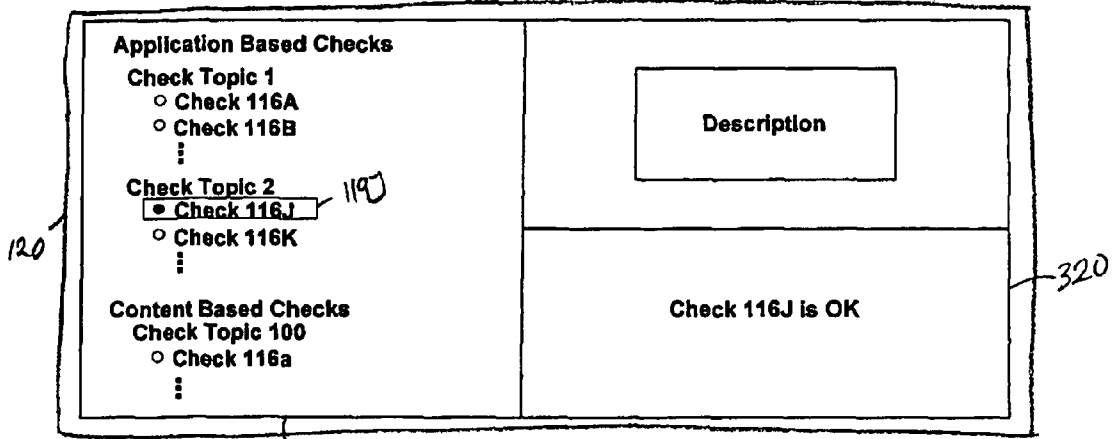 Application Based Checks
Check Topic 1
Check 116A
Check 116B
Check Topic 2
Check 116J
119J
Check 116K
Content Based Checks
Check Topic 100
Check 116a
120
Description
Check 116J is OK
320